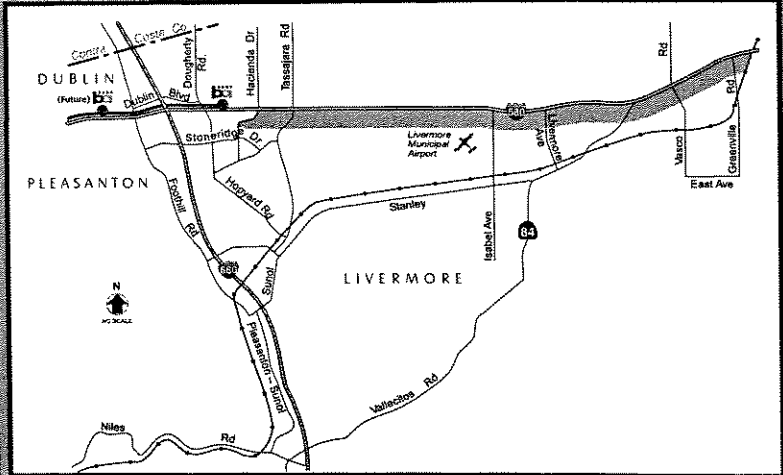 Contra Costa Co.
DUBLIN
(Future)
Dublin Blvd
Dougherty Rd.
Hacienda Dr
Tassajara Rd
Rd
580
Stoneridge Dr
Livermore
Municipal
Airport
Livermore Ave
Vasco
Greenville Rd
East Ave
PLEASANTON
Foothill Rd
Hopyard Rd
Stanley
Isabel Ave
84
680
Sunol
LIVERMORE
N
NO SCALE
Pleasanton – Sunol
Vallecitos Rd
Niles Rd